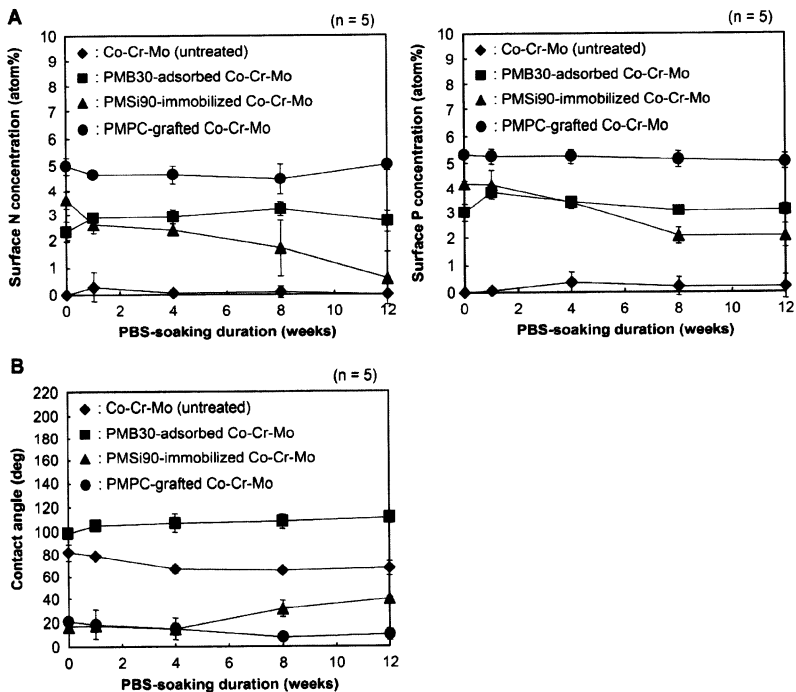 A
(n = 5)
10
9
8
7
6
5
4
3
2
1
0
Surface N concentration (atom%)
: Co-Cr-Mo (untreated)
: PMB30-adsorbed Co-Cr-Mo
: PMSi90-immobilized Co-Cr-Mo
: PMPC-grafted Co-Cr-Mo
0 2 4 6 8 10 12
PBS-soaking duration (weeks)
(n = 5)
10
9
8
7
6
5
4
3
2
1
0
Surface P concentration (atom%)
: Co-Cr-Mo (untreated)
: PMB30-adsorbed Co-Cr-Mo
: PMSi90-immobilized Co-Cr-Mo
: PMPC-grafted Co-Cr-Mo
0 2 4 6 8 10 12
PBS-soaking duration (weeks)
B
(n = 5)
220
200
180
160
140
120
100
80
60
40
20
0
Contact angle (deg)
: Co-Cr-Mo (untreated)
: PMB30-adsorbed Co-Cr-Mo
: PMSi90-immobilized Co-Cr-Mo
: PMPC-grafted Co-Cr-Mo
0 2 4 6 8 10 12
PBS-soaking duration (weeks)